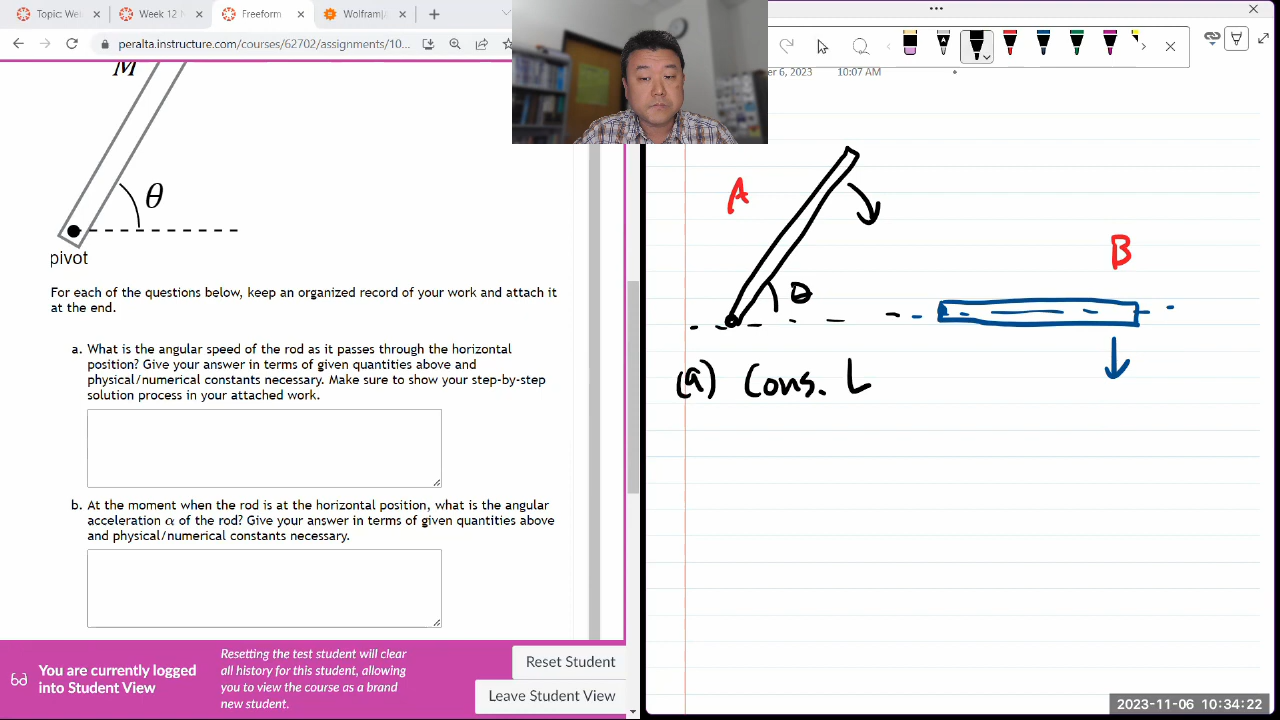 Topic: Wee
Week 12 N
Freeform
Wolfram|A
peralta.instructure.com/courses/62702/assignments/10...
M
θ
pivot
For each of the questions below, keep an organized record of your work and attach it
at the end.
a. What is the angular speed of the rod as it passes through the horizontal
position? Give your answer in terms of given quantities above and
physical/numerical constants necessary. Make sure to show your step-by-step
solution process in your attached work.
b. At the moment when the rod is at the horizontal position, what is the angular
acceleration α of the rod? Give your answer in terms of given quantities above
and physical/numerical constants necessary.
You are currently logged
into Student View
Resetting the test student will clear
all history for this student, allowing
you to view the course as a brand
new student.
Reset Student
Leave Student View
er 6, 2023 10:07 AM
A
θ
B
(a) Cons. L
2023-11-06 10:34:22